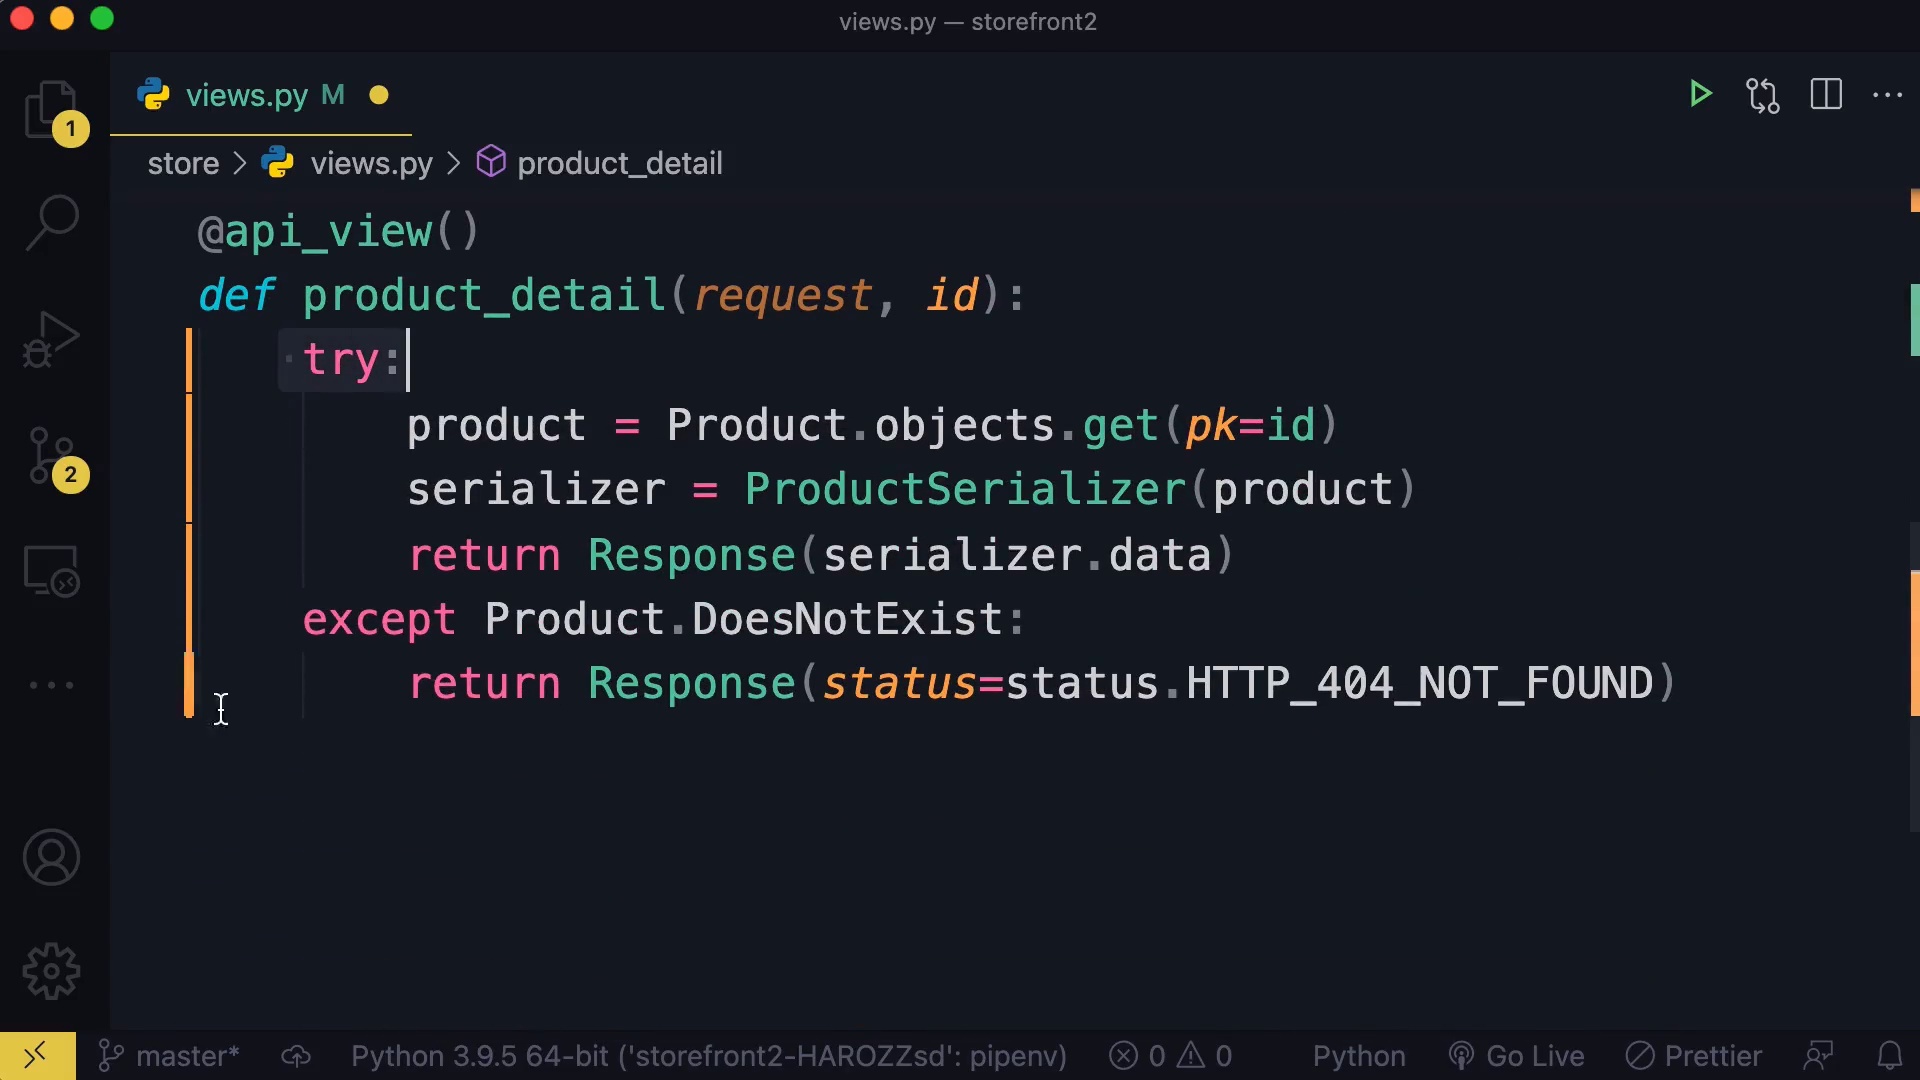 views.py — storefront2
views.py M
store > views.py > product_detail
@api_view()
def product_detail(request, id):
    try:
        product = Product.objects.get(pk=id)
        serializer = ProductSerializer(product)
        return Response(serializer.data)
    except Product.DoesNotExist:
        return Response(status=status.HTTP_404_NOT_FOUND)
1
2
master* Python 3.9.5 64-bit ('storefront2-HAROZZsd': pipenv) 0 0 Python Go Live Prettier